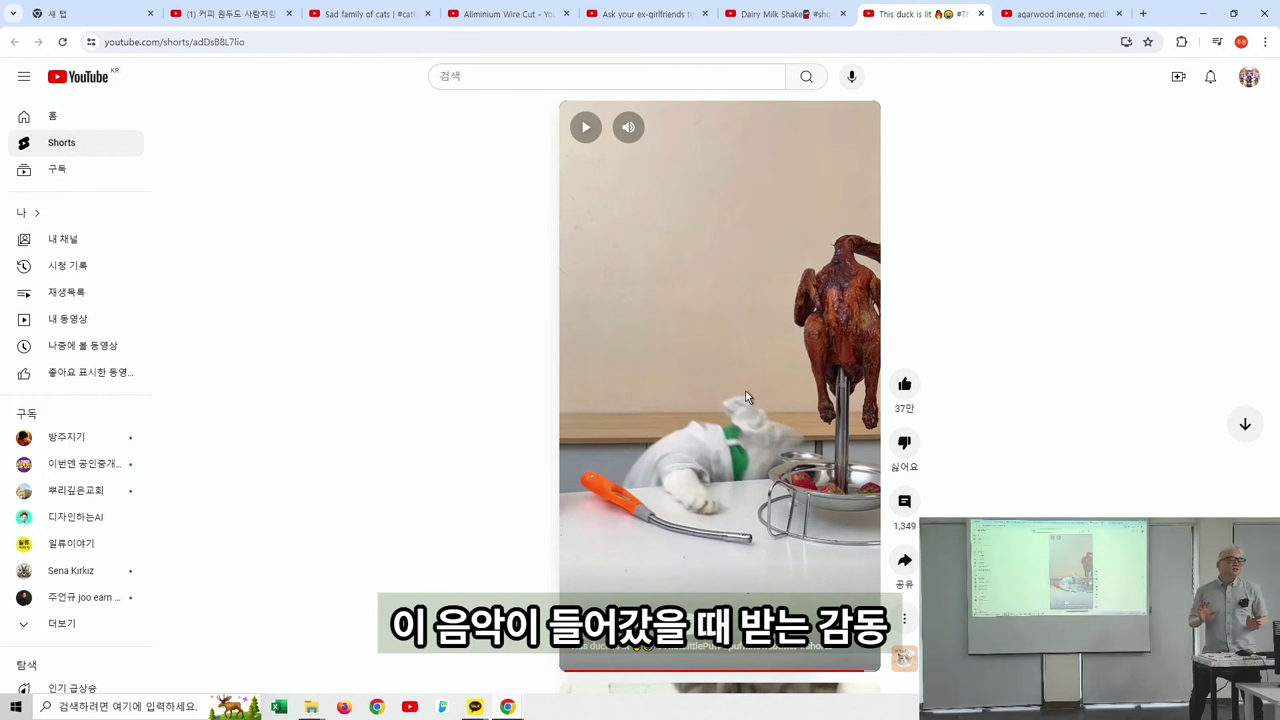 새 탭
(1) 커피 원두도 사람처럼
Sad family of cats | #cat
Aliminium Wire Cut - You
Ask your ex-girlfriends to
Dairy Milk Shake #sho
This duck is lit #Th
aqarwood incense, medi
youtube.com/shorts/adDsB8L7lio
주원
YouTube KR
검색
홈
Shorts
구독
나
내 채널
시청 기록
재생목록
내 동영상
나중에 볼 동영상
좋아요 표시한 동영...
구독
방주지기
이번엔 공인중개...
뿌리깊은교회
디자인하는AI
일류이야기
Sena Kırkız
주언규 joo earn ...
더보기
탐색
인기 급상승
37만
싫어요
1,349
공유
이 음악이 들어갔을 때 받는 감동
검색하려면 여기에 입력하세요.